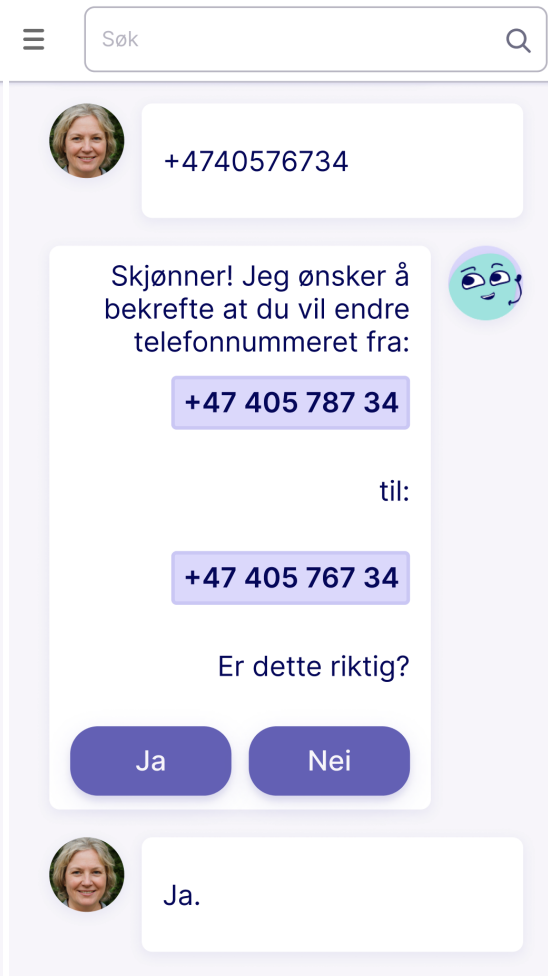 Søk
+4740576734
Skjønner! Jeg ønsker å
bekrefte at du vil endre
telefonnummeret fra:
+47 405 787 34
til:
+47 405 767 34
Er dette riktig?
Ja
Nei
Ja.